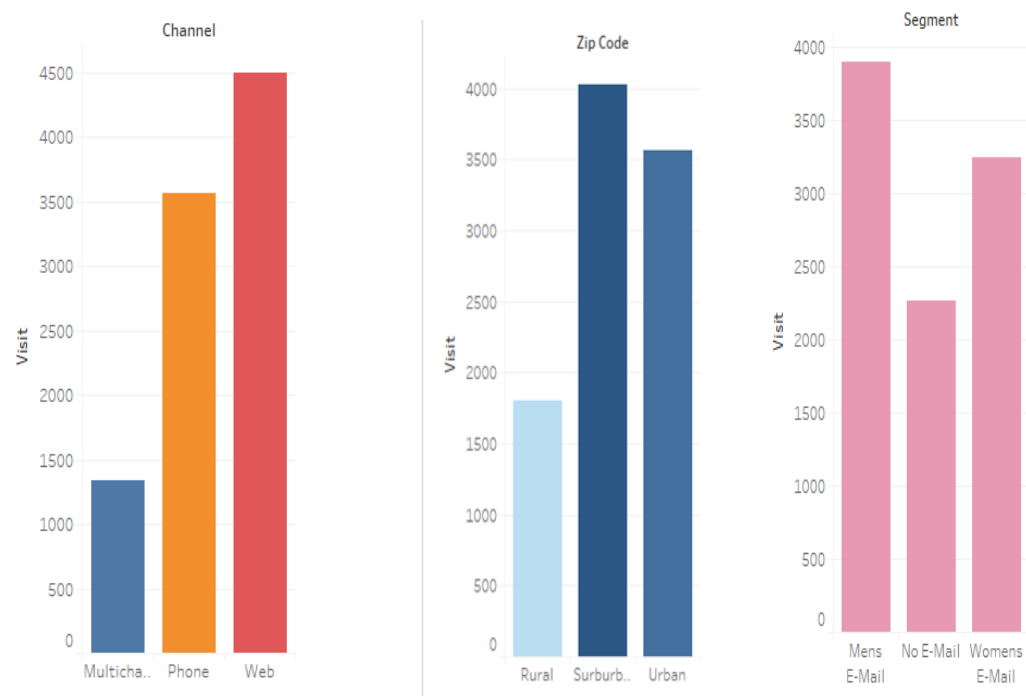 Channel
Visit
4500
4000
3500
3000
2500
2000
1500
1000
500
0
Multicha.. Phone Web
Zip Code
Visit
4000
3500
3000
2500
2000
1500
1000
500
0
Rural Surburb.. Urban
Segment
Visit
4000
3500
3000
2500
2000
1500
1000
500
0
Mens No E-Mail Womens
E-Mail E-Mail